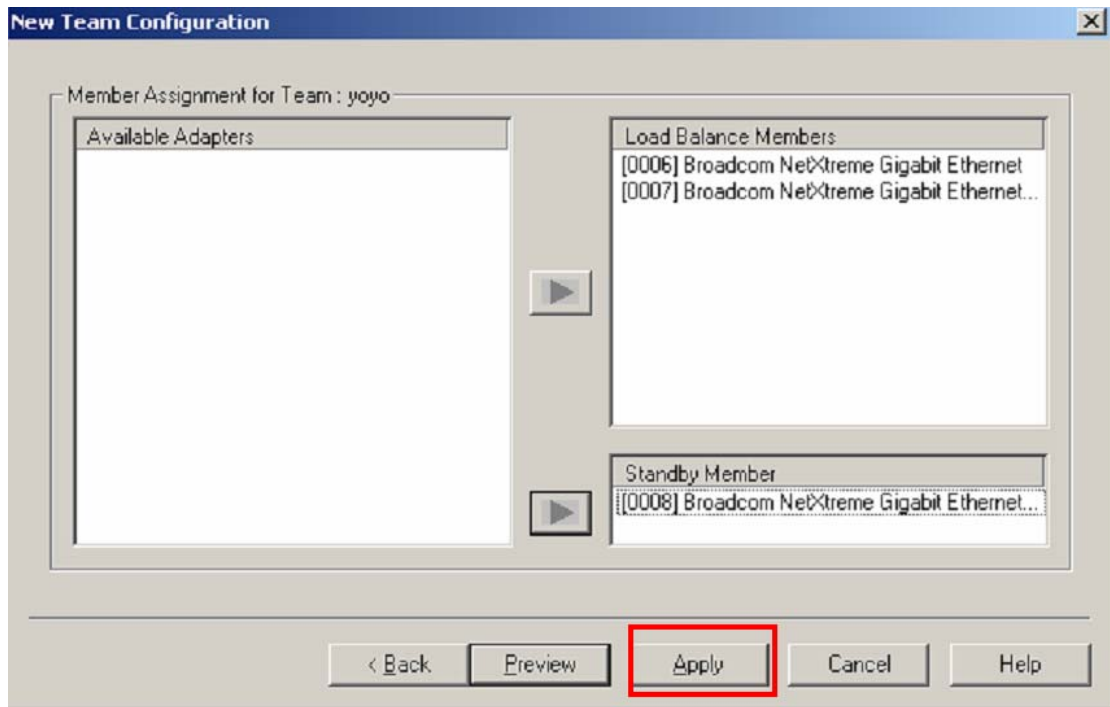 New Team Configuration
Member Assignment for Team : yoyo
Available Adapters
Load Balance Members
[0006] Broadcom NetXtreme Gigabit Ethernet
[0007] Broadcom NetXtreme Gigabit Ethernet...
Standby Member
[0008] Broadcom NetXtreme Gigabit Ethernet...
< Back
Preview
Apply
Cancel
Help